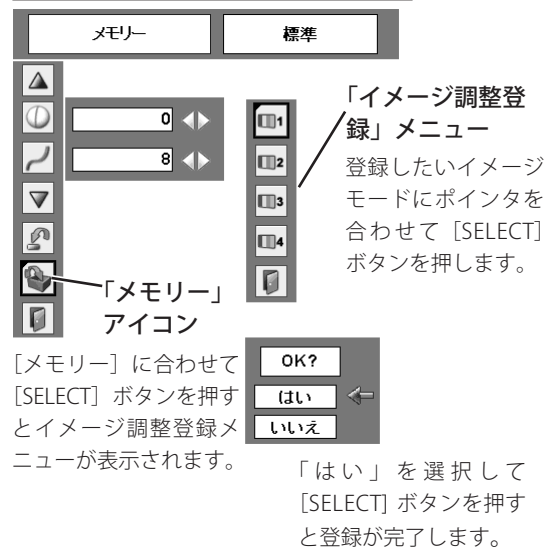 メモリー
標準
0
8
1
2
3
4
「イメージ調整登
録」メニュー
登録したいイメージ
モードにポインタを
合わせて［SELECT］
ボタンを押します。
「メモリー」
アイコン
［メモリー］に合わせて
［SELECT］ボタンを押す
とイメージ調整登録メ
ニューが表示されます。
OK?
はい
いいえ
「はい」を選択して
［SELECT］ボタンを押す
と登録が完了します。